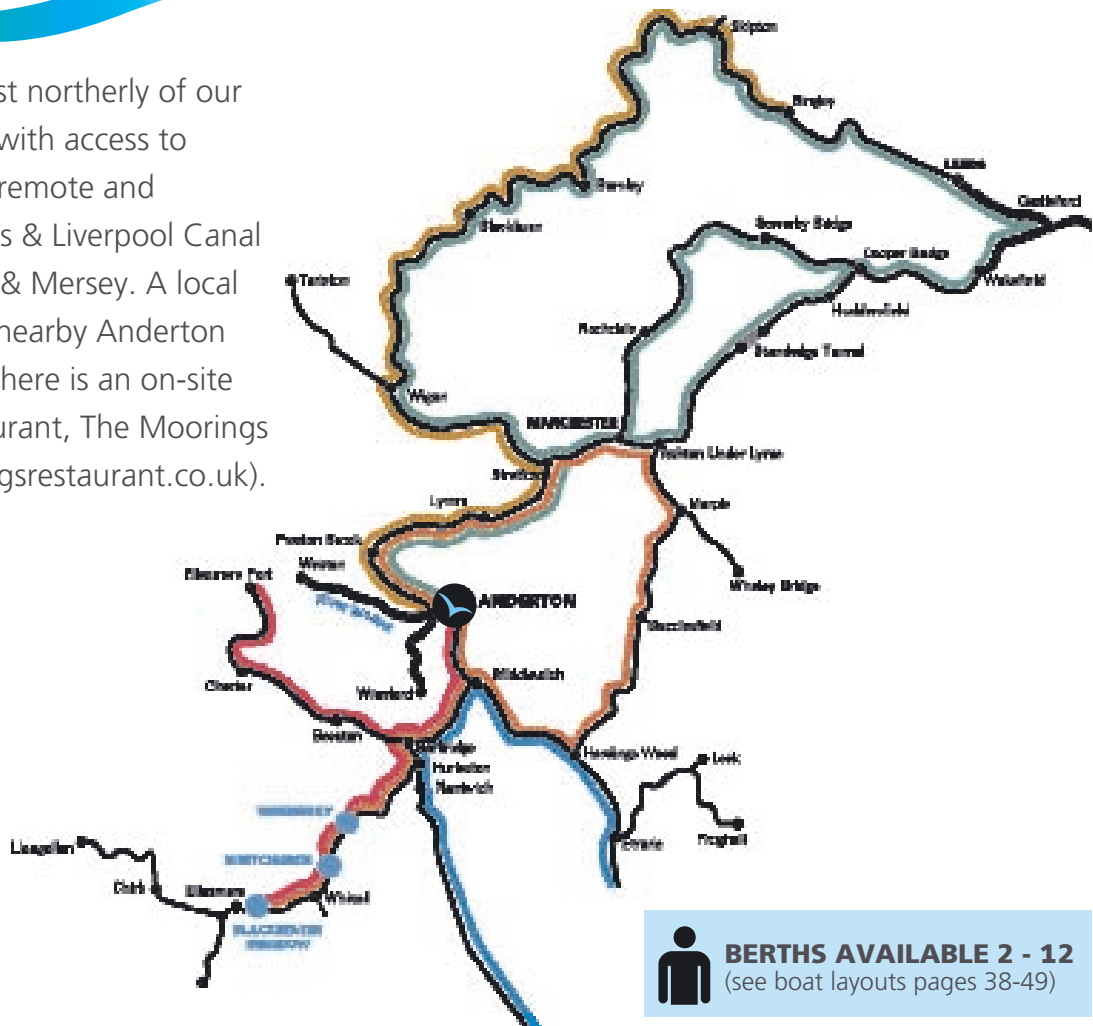 st northerly of our
with access to
remote and
s & Liverpool Canal
& Mersey. A local
nearby Anderton
here is an on-site
urant, The Moorings
gsrestaurant.co.uk).
Skipton
Bingley
Leeds
Castleford
Burnley
Blackburn
Sowerby Bridge
Cooper Bridge
Wakefield
Tarleton
Huddersfield
Rochdale
Standedge Tunnel
Wigan
MANCHESTER
Ashton Under Lyne
Stretford
Lymm
Marple
Preston Brook
Weston
Ellesmere Port
Whaley Bridge
ANDERTON
Macclesfield
Middlewich
Chester
Winsford
Beeston
Barbridge
Hardings Wood
Hurleston
Nantwich
Leek
WRENBURY
Etruria
Froghall
Llangollen
WHITCHURCH
Chirk
Ellesmere
Whixall
BLACKWATER
MEADOW
BERTHS AVAILABLE 2 - 12
(see boat layouts pages 38-49)